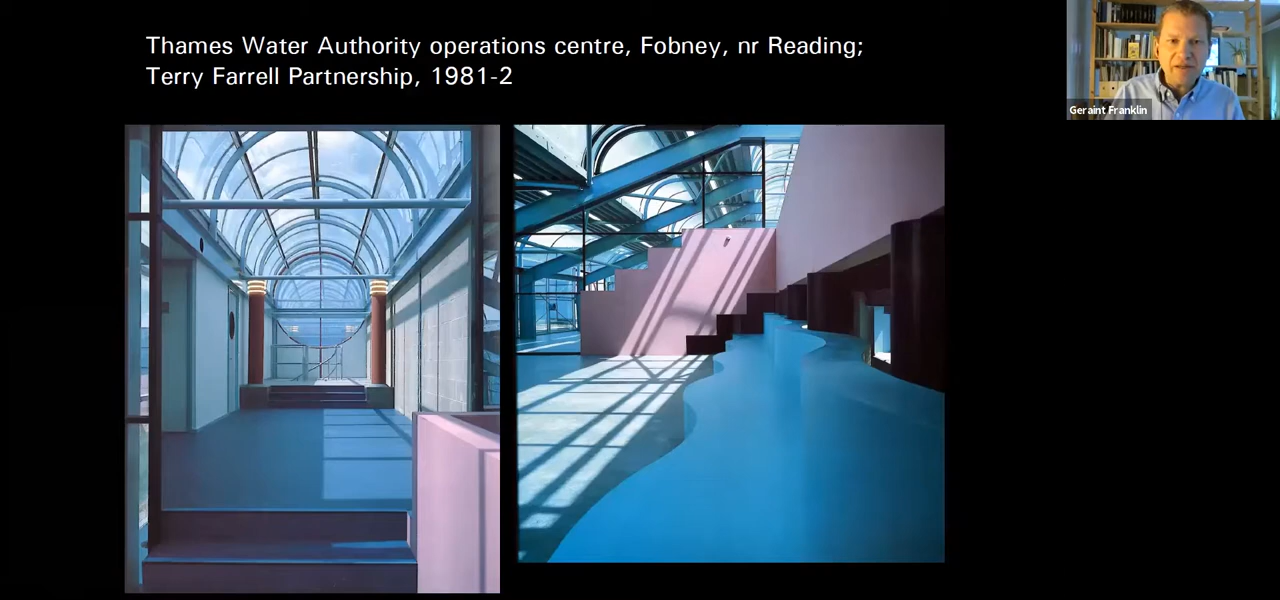 Thames Water Authority operations centre, Fobney, nr Reading;
Terry Farrell Partnership, 1981-2
Geraint Franklin